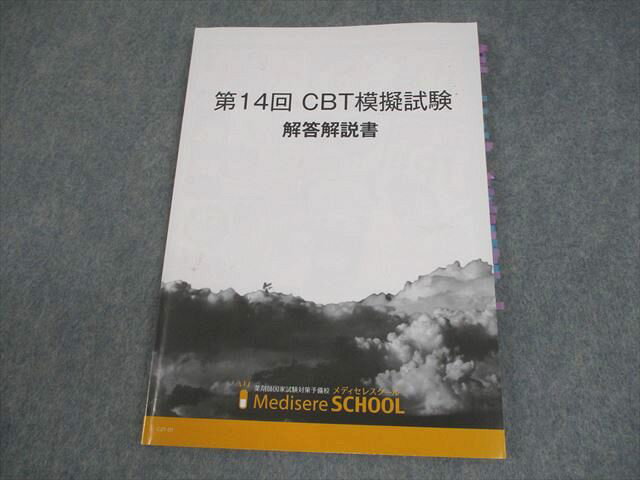 第14回 CBT模擬試験
解答解説書
薬剤師国家試験対策予備校 メディセレスクール
Medisere SCHOOL